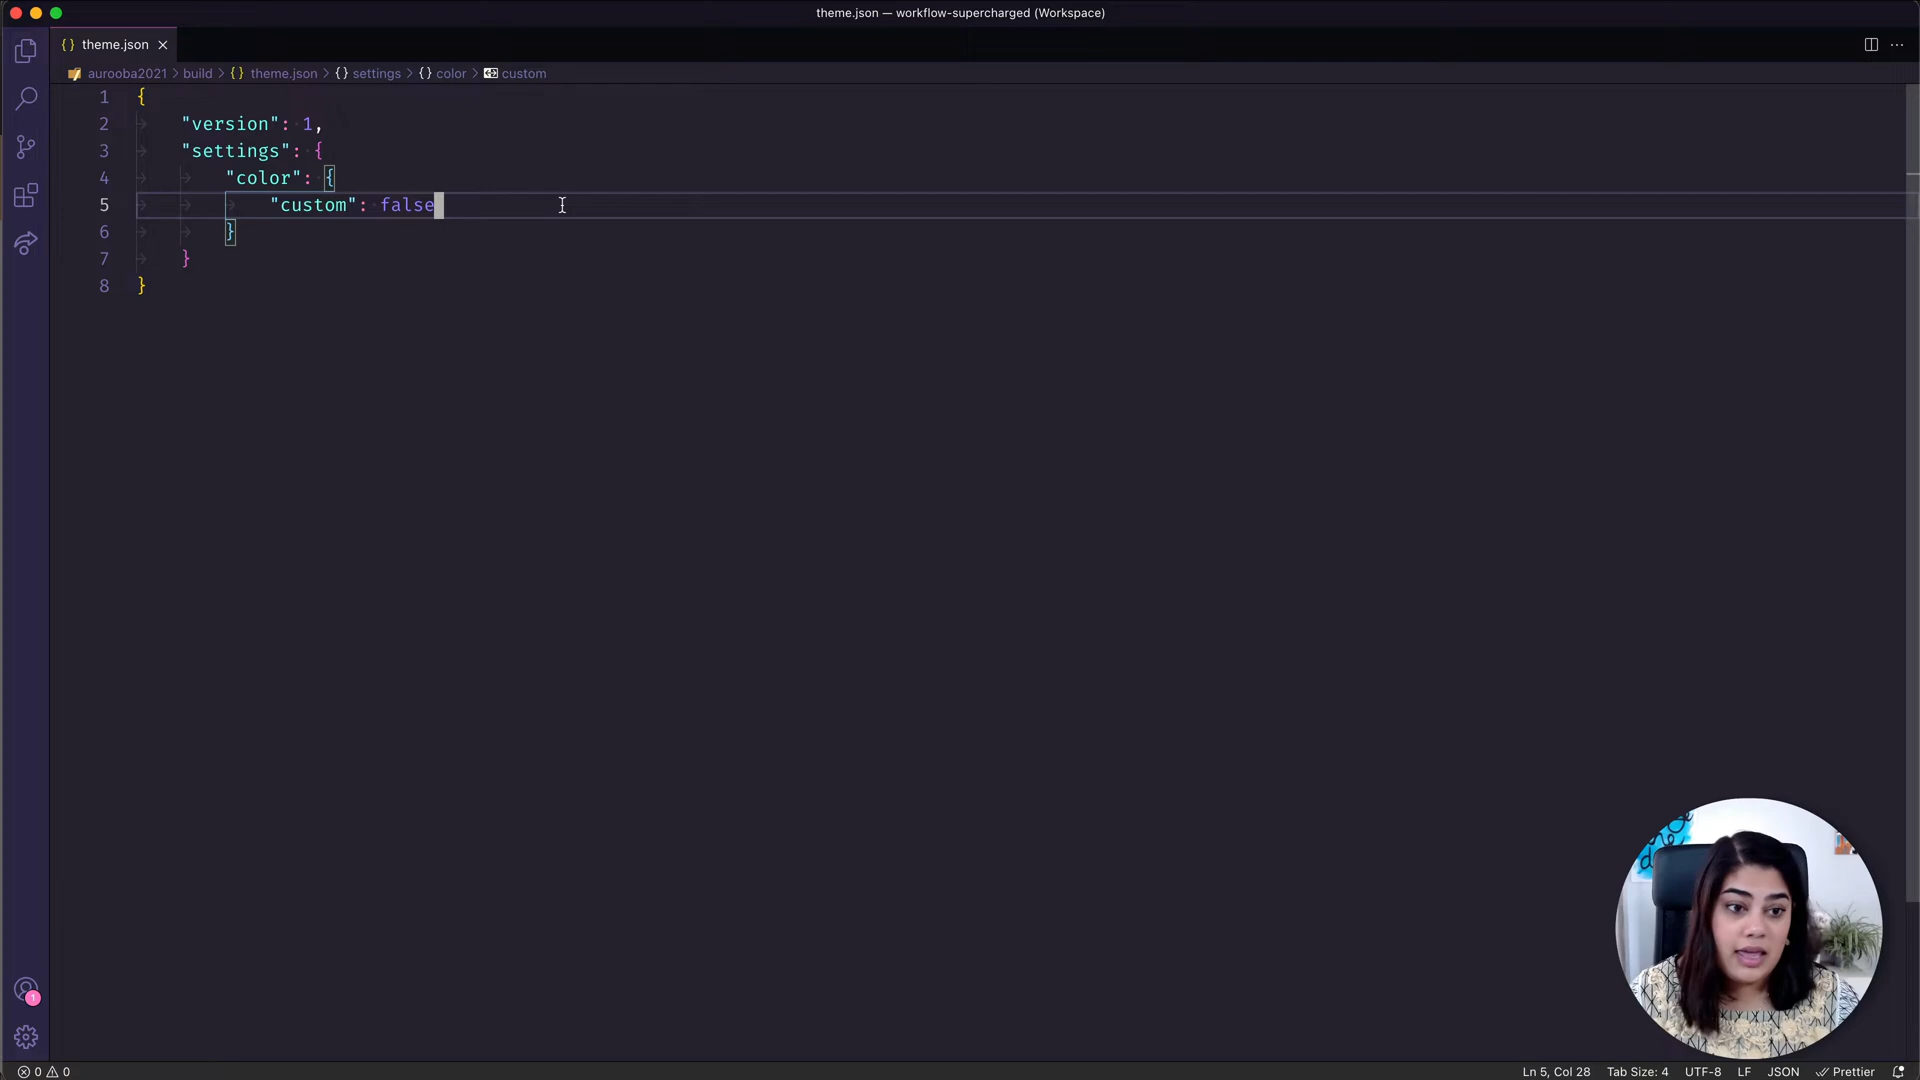 theme.json — workflow-supercharged (Workspace)
{} theme.json
aurooba2021 > build > {} theme.json > {} settings > {} color > custom
1 {
2 "version": 1,
3 "settings": {
4 "color": {
5 "custom": false
6 }
7 }
8 }
1
0 0 Ln 5, Col 28 Tab Size: 4 UTF-8 LF JSON Prettier